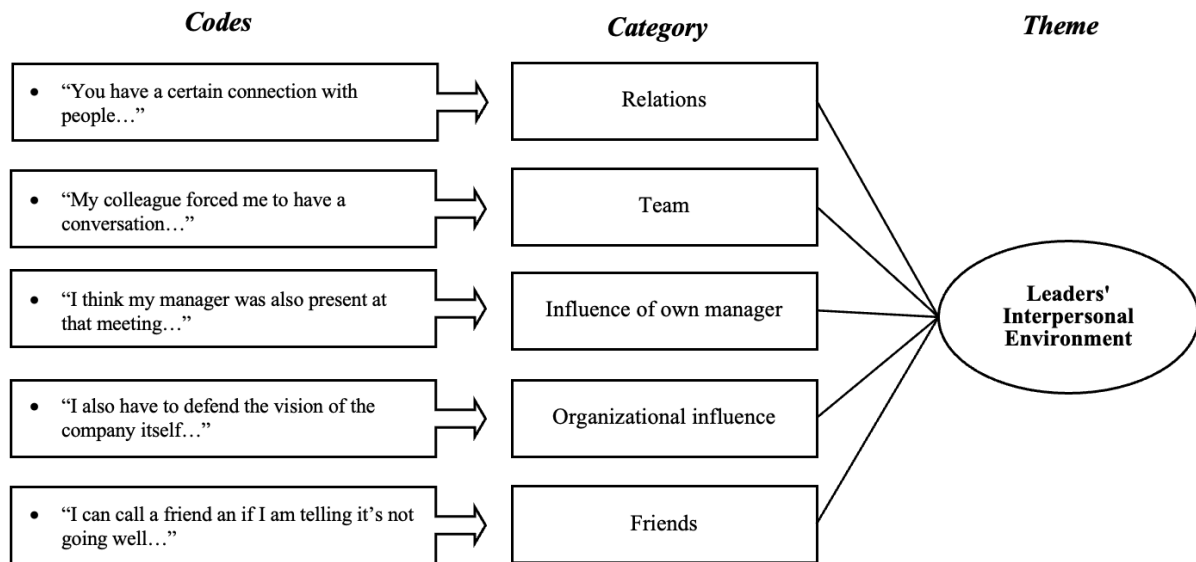 Codes
Category
Theme
• “You have a certain connection with
people…”
Relations
• “My colleague forced me to have a
conversation…”
Team
• “I think my manager was also present at
that meeting…”
Influence of own manager
• “I also have to defend the vision of the
company itself…”
Organizational influence
• “I can call a friend an if I am telling it’s not
going well…”
Friends
Leaders'
Interpersonal
Environment